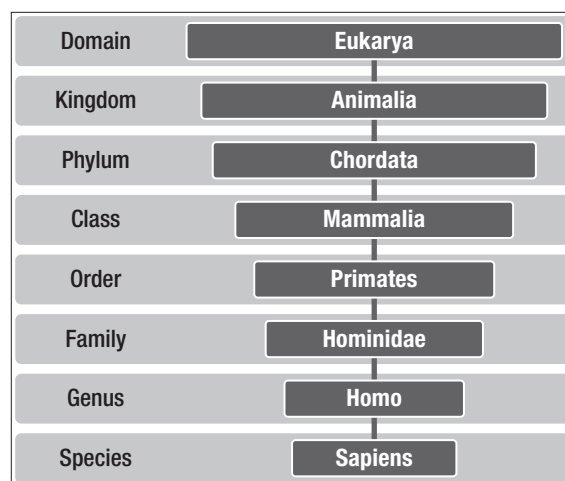 Domain Eukarya
Kingdom Animalia
Phylum Chordata
Class Mammalia
Order Primates
Family Hominidae
Genus Homo
Species Sapiens